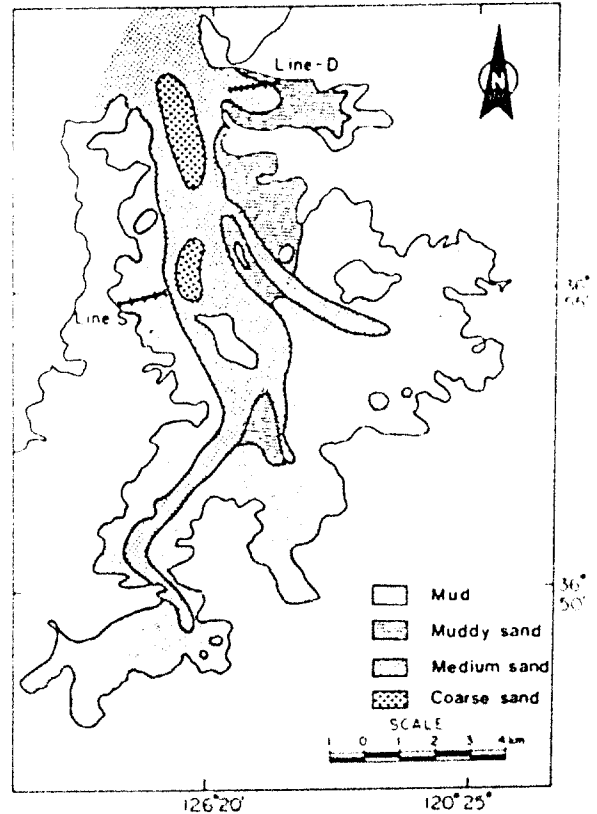 Line-D
N
Line S
36°
50'
Mud
Muddy sand
Medium sand
Coarse sand
SCALE
1 0 1 2 3 4 km
126°20'
120°25'